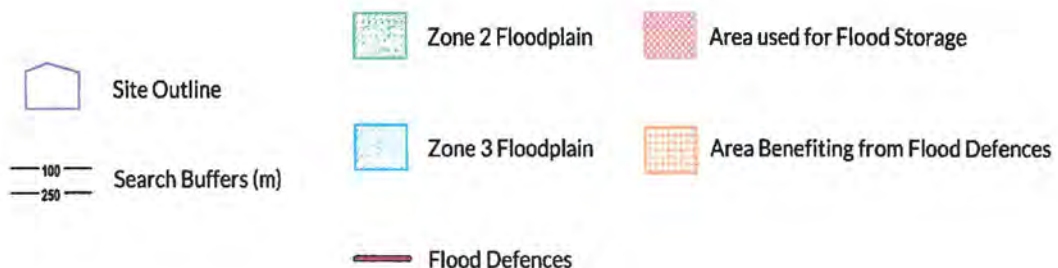 Site Outline
100
250
Search Buffers (m)
Zone 2 Floodplain
Zone 3 Floodplain
Flood Defences
Area used for Flood Storage
Area Benefiting from Flood Defences